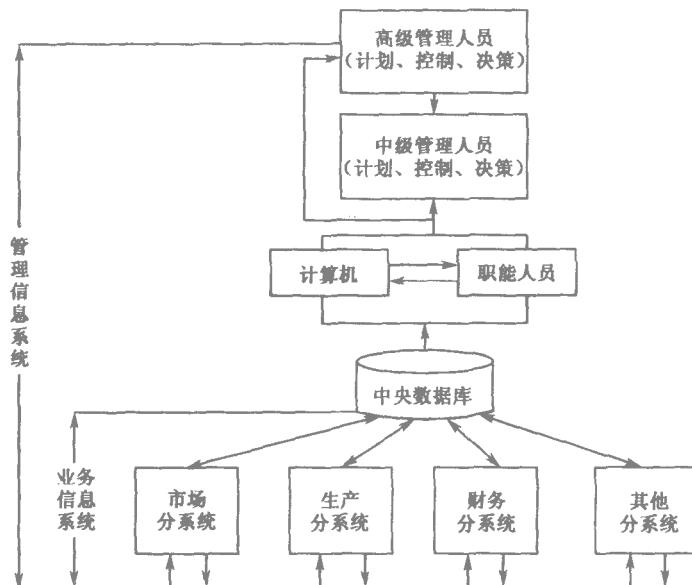 高级管理人员
（计划、控制、决策）
中级管理人员
（计划、控制、决策）
计算机
职能人员
管理信息系统
中央数据库
业务
信息
系统
市场
分系统
生产
分系统
财务
分系统
其他
分系统